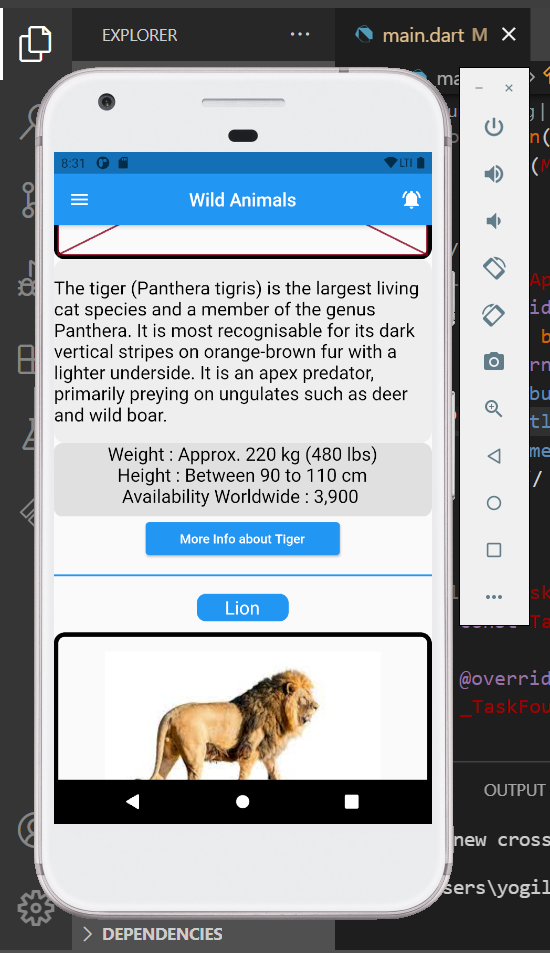 EXPLORER
main.dart M
8:31
LTE
Wild Animals
The tiger (Panthera tigris) is the largest living
cat species and a member of the genus
Panthera. It is most recognisable for its dark
vertical stripes on orange-brown fur with a
lighter underside. It is an apex predator,
primarily preying on ungulates such as deer
and wild boar.
Weight : Approx. 220 kg (480 lbs)
Height : Between 90 to 110 cm
Availability Worldwide : 3,900
More Info about Tiger
Lion
@overrid
_TaskFou
OUTPUT
new cross
sers\yogil
DEPENDENCIES